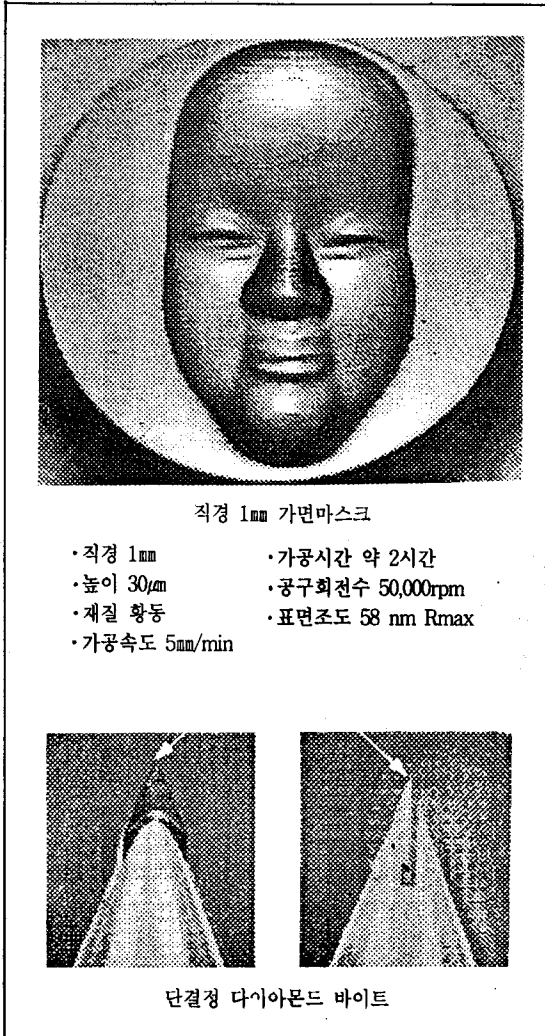 직경 1㎜ 가면마스크
·직경 1㎜
·높이 30㎛
·재질 황동
·가공속도 5㎜/min
·가공시간 약 2시간
·공구회전수 50,000rpm
·표면조도 58 nm Rmax
단결정 다이아몬드 바이트